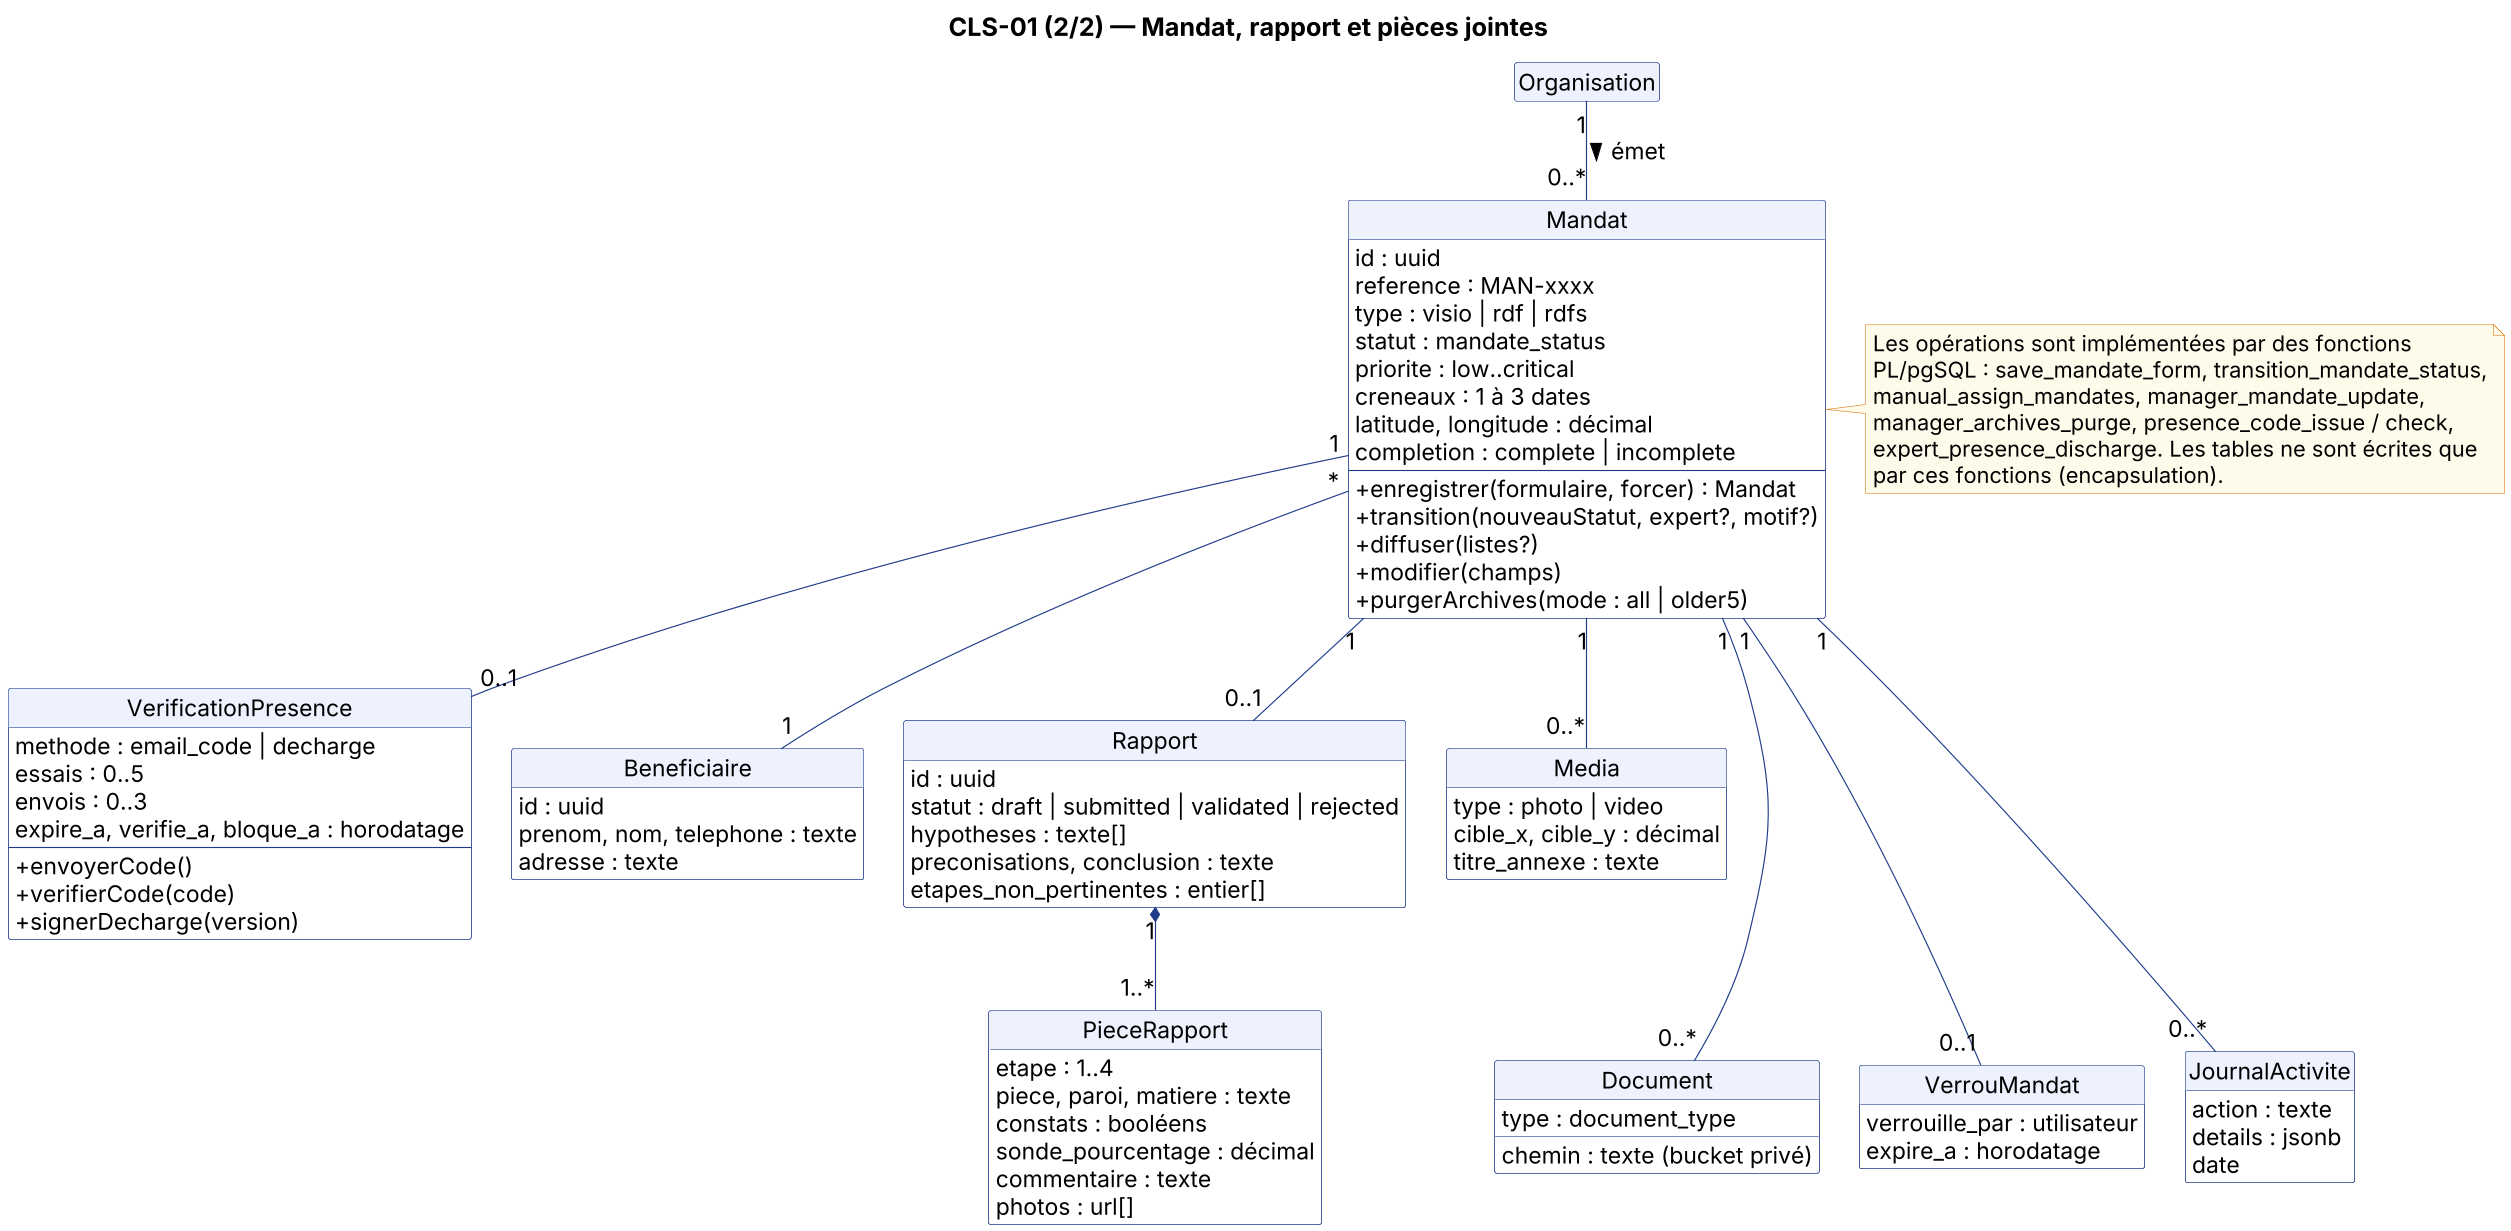 CLS-01 (2/2) — Mandat, rapport et pièces jointes
Organisation
1
émet
0..*
Mandat
id : uuid
reference : MAN-xxxx
type : visio | rdf | rdfs
statut : mandate_status
priorite : low..critical
creneaux : 1 à 3 dates
latitude, longitude : décimal
completion : complete | incomplete
+enregistrer(formulaire, forcer) : Mandat
+transition(nouveauStatut, expert?, motif?)
+diffuser(listes?)
+modifier(champs)
+purgerArchives(mode : all | older5)
Les opérations sont implémentées par des fonctions
PL/pgSQL : save_mandate_form, transition_mandate_status,
manual_assign_mandates, manager_mandate_update,
manager_archives_purge, presence_code_issue / check,
expert_presence_discharge. Les tables ne sont écrites que
par ces fonctions (encapsulation).
1
*
1
1
1
1
1
0..1
1
0..1
0..*
VerificationPresence
methode : email_code | decharge
essais : 0..5
envois : 0..3
expire_a, verifie_a, bloque_a : horodatage
+envoyerCode()
+verifierCode(code)
+signerDecharge(version)
Beneficiaire
id : uuid
prenom, nom, telephone : texte
adresse : texte
Rapport
id : uuid
statut : draft | submitted | validated | rejected
hypotheses : texte[]
preconisations, conclusion : texte
etapes_non_pertinentes : entier[]
Media
type : photo | video
cible_x, cible_y : décimal
titre_annexe : texte
1
1..*
0..*
0..1
0..*
PieceRapport
etape : 1..4
piece, paroi, matiere : texte
constats : booléens
sonde_pourcentage : décimal
commentaire : texte
photos : url[]
Document
type : document_type
chemin : texte (bucket privé)
VerrouMandat
verrouille_par : utilisateur
expire_a : horodatage
JournalActivite
action : texte
details : jsonb
date